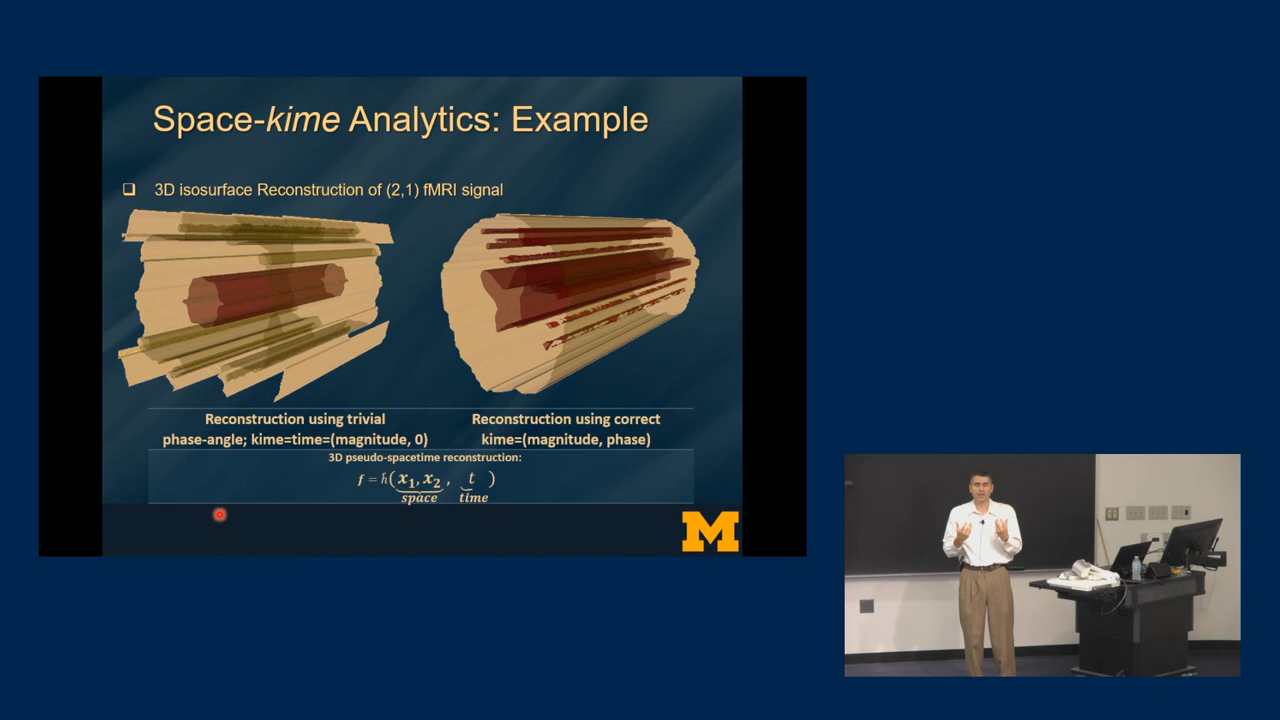 Space-kime Analytics: Example
❑ 3D isosurface Reconstruction of (2,1) fMRI signal
Reconstruction using trivial
phase-angle; kime=time=(magnitude, 0)
Reconstruction using correct
kime=(magnitude, phase)
3D pseudo-spacetime reconstruction:
f = ĥ(x₁, x₂ , t )
space time
M